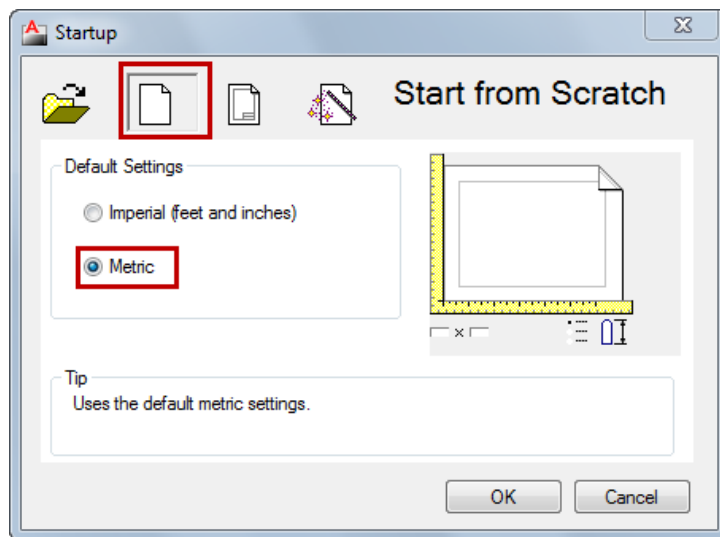 Startup
Start from Scratch
Default Settings
Imperial (feet and inches)
Metric
Tip
Uses the default metric settings.
OK
Cancel